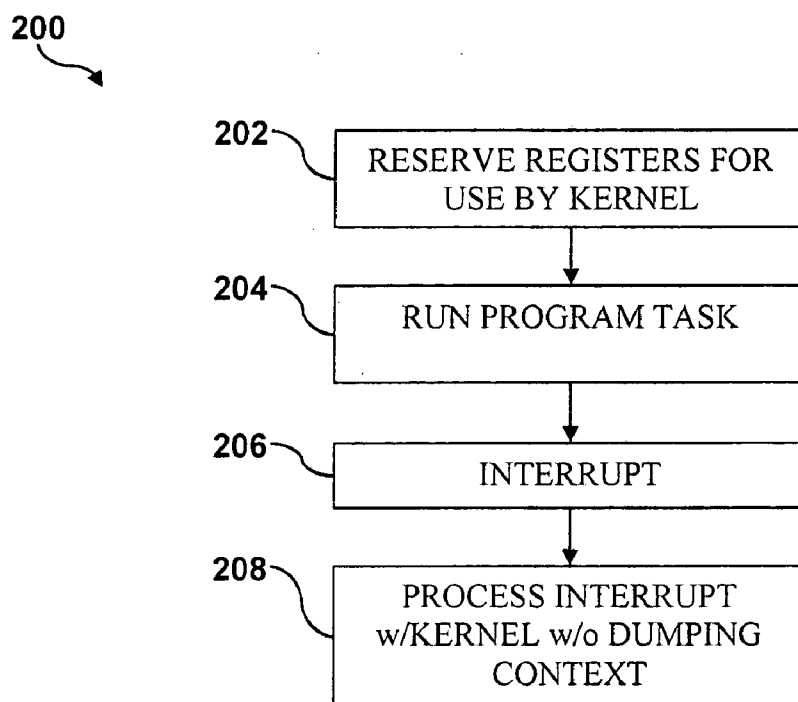 200
202
RESERVE REGISTERS FOR
USE BY KERNEL
204
RUN PROGRAM TASK
206
INTERRUPT
208
PROCESS INTERRUPT
w/KERNEL w/o DUMPING
CONTEXT